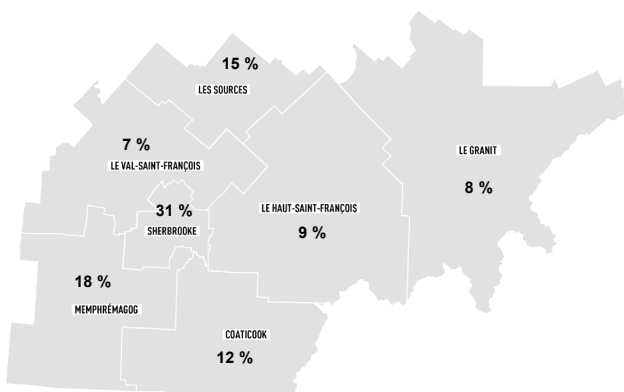 15 %
LES SOURCES
7 %
LE VAL-SAINT-FRANÇOIS
LE GRANIT
8 %
31 %
SHERBROOKE
LE HAUT-SAINT-FRANÇOIS
9 %
18 %
MEMPHRÉMAGOG
COATICOOK
12 %